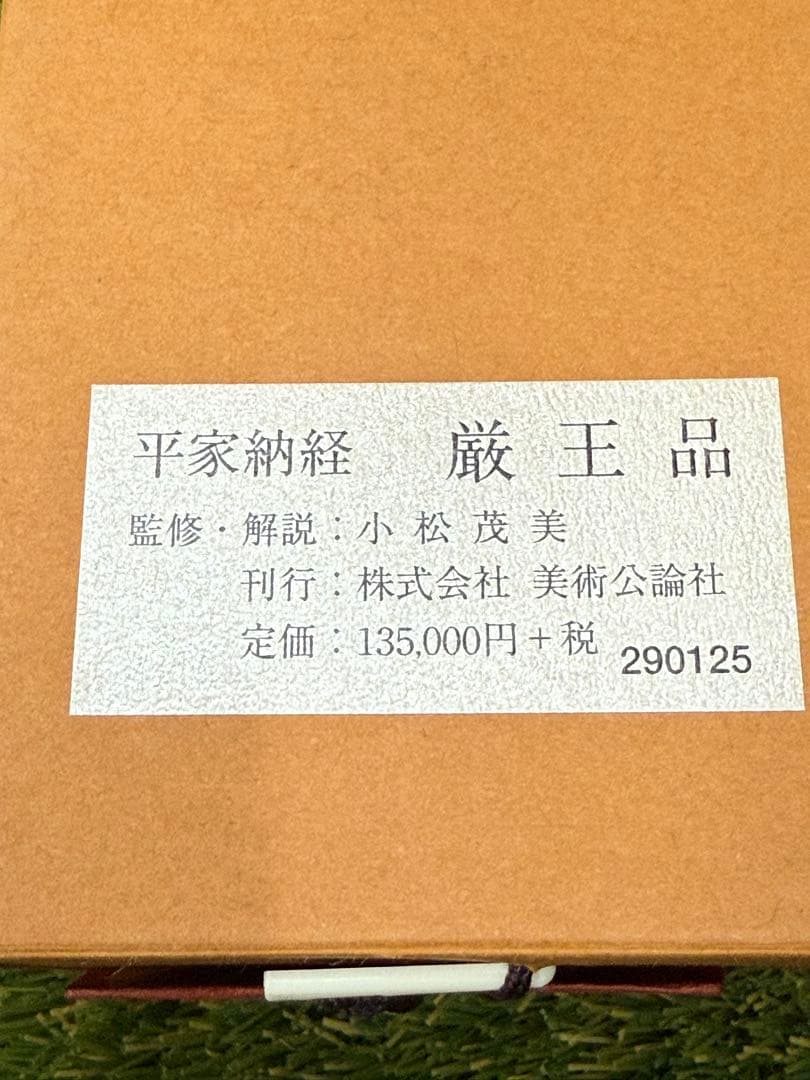 平家納経 厳王品
監修・解説：小松茂美
刊行：株式会社 美術公論社
定価：135,000円＋税 290125